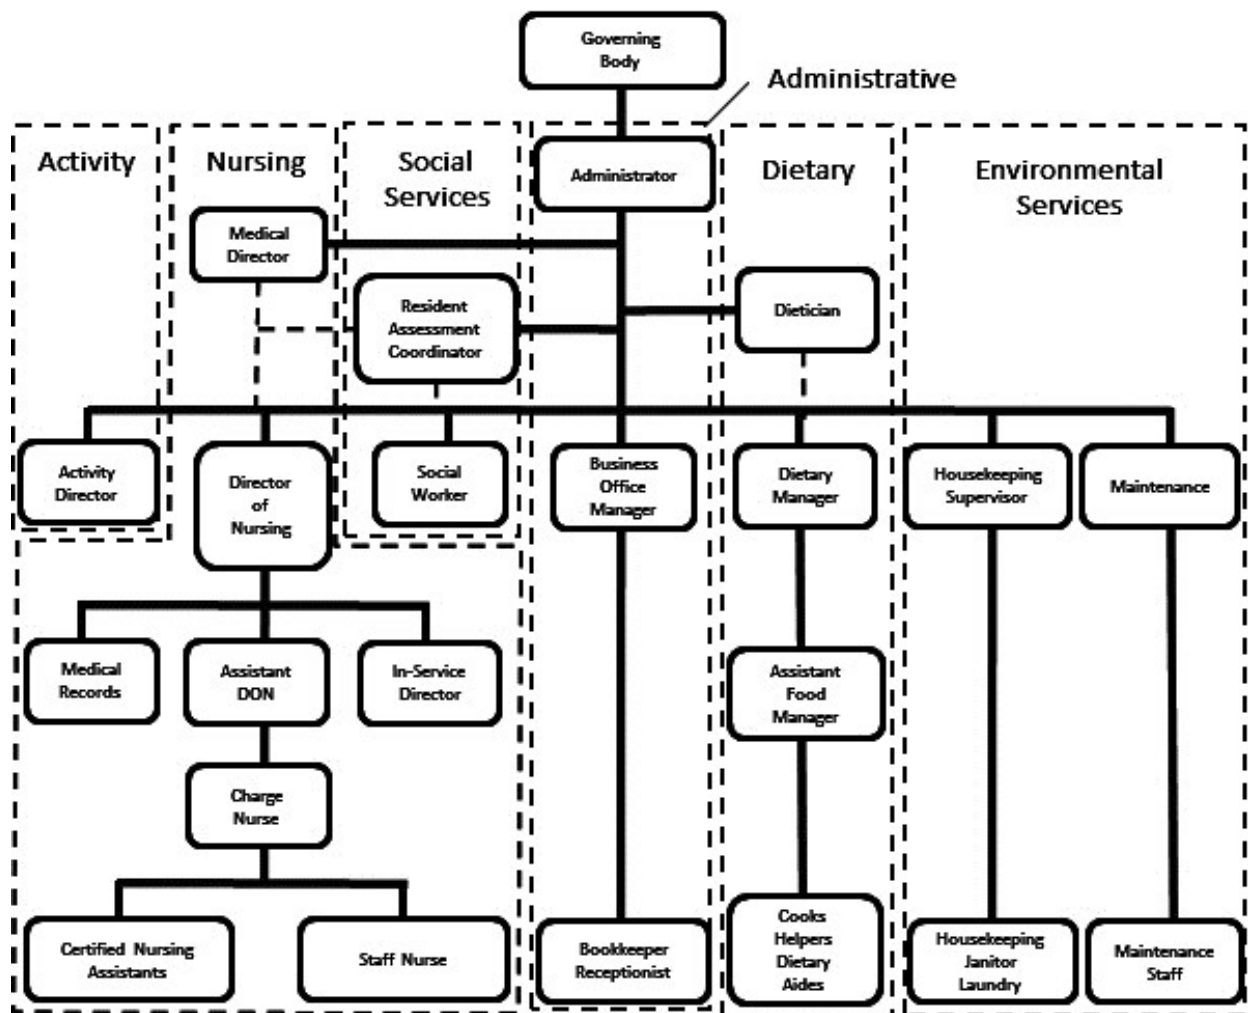 Governing
Body
Administrative
Activity
Nursing
Social
Services
Administrator
Dietary
Environmental
Services
Medical
Director
Resident
Assessment
Coordinator
Dietician
Activity
Director
Director
of
Nursing
Social
Worker
Business
Office
Manager
Dietary
Manager
Housekeeping
Supervisor
Maintenance
Medical
Records
Assistant
DON
In-Service
Director
Assistant
Food
Manager
Charge
Nurse
Certified Nursing
Assistants
Staff Nurse
Bookkeeper
Receptionist
Cooks
Helpers
Dietary
Aides
Housekeeping
Janitor
Laundry
Maintenance
Staff